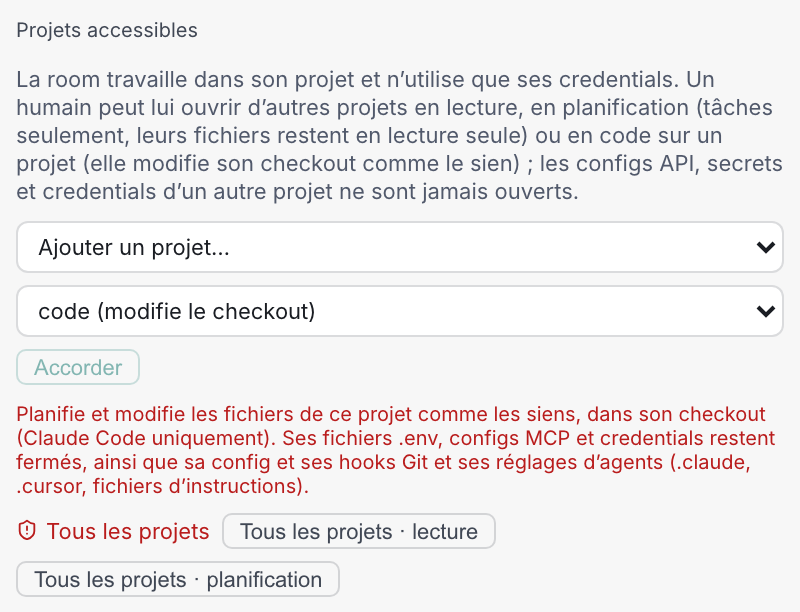 Projets accessibles
La room travaille dans son projet et n’utilise que ses credentials. Un
humain peut lui ouvrir d’autres projets en lecture, en planification (tâches
seulement, leurs fichiers restent en lecture seule) ou en code sur un
projet (elle modifie son checkout comme le sien) ; les configs API, secrets
et credentials d’un autre projet ne sont jamais ouverts.
Ajouter un projet…
code (modifie le checkout)
Accorder
Planifie et modifie les fichiers de ce projet comme les siens, dans son checkout
(Claude Code uniquement). Ses fichiers .env, configs MCP et credentials restent
fermés, ainsi que sa config et ses hooks Git et ses réglages d’agents (.claude,
.cursor, fichiers d’instructions).
Tous les projets Tous les projets · lecture
Tous les projets · planification